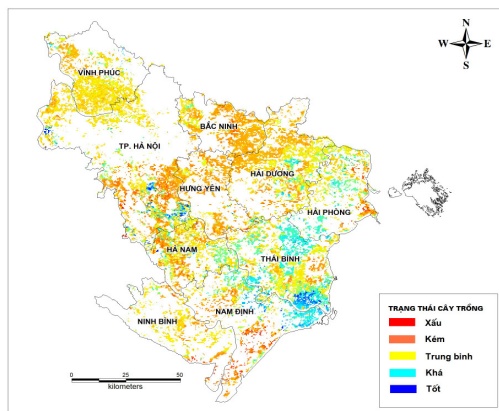 N
W E
S
VĨNH PHÚC
BẮC NINH
TP. HÀ NỘI
HẢI DƯƠNG
HƯNG YÊN
HẢI PHÒNG
HÀ NAM
THÁI BÌNH
NAM ĐỊNH
NINH BÌNH
TRẠNG THÁI CÂY TRỒNG
Xấu
Kém
Trung bình
Khá
Tốt
0 50
kilometers